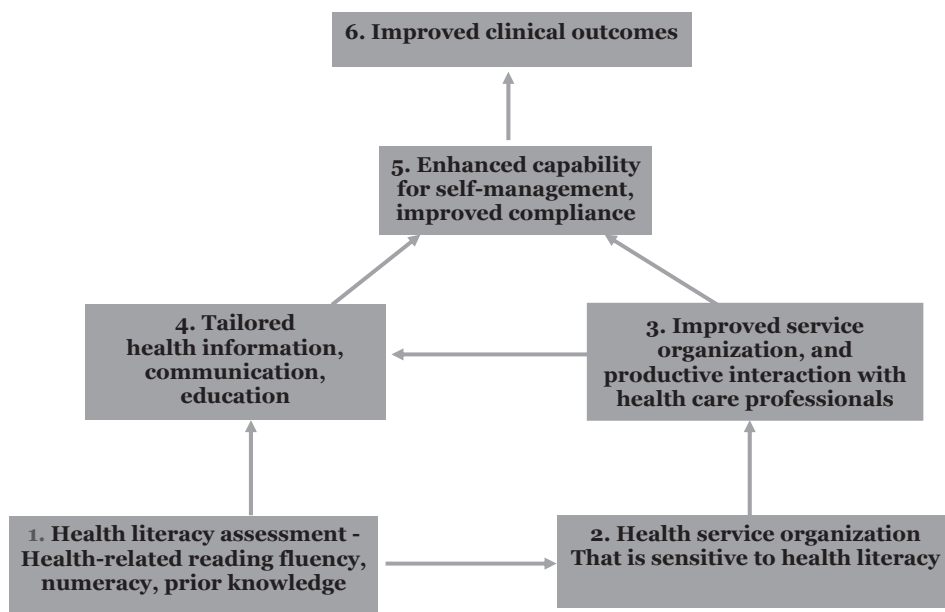 6. Improved clinical outcomes
5. Enhanced capability
for self-management,
improved compliance
4. Tailored
health information,
communication,
education
3. Improved service
organization, and
productive interaction with
health care professionals
1. Health literacy assessment -
Health-related reading fluency,
numeracy, prior knowledge
2. Health service organization
That is sensitive to health literacy